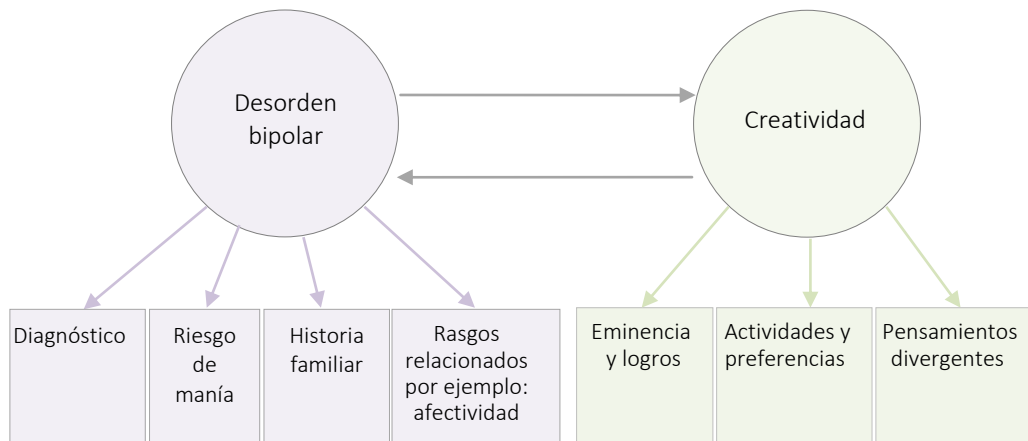 Desorden
bipolar
Creatividad
Diagnóstico
Riesgo
de
manía
Historia
familiar
Rasgos
relacionados
por ejemplo:
afectividad
Eminencia
y logros
Actividades y
preferencias
Pensamientos
divergentes